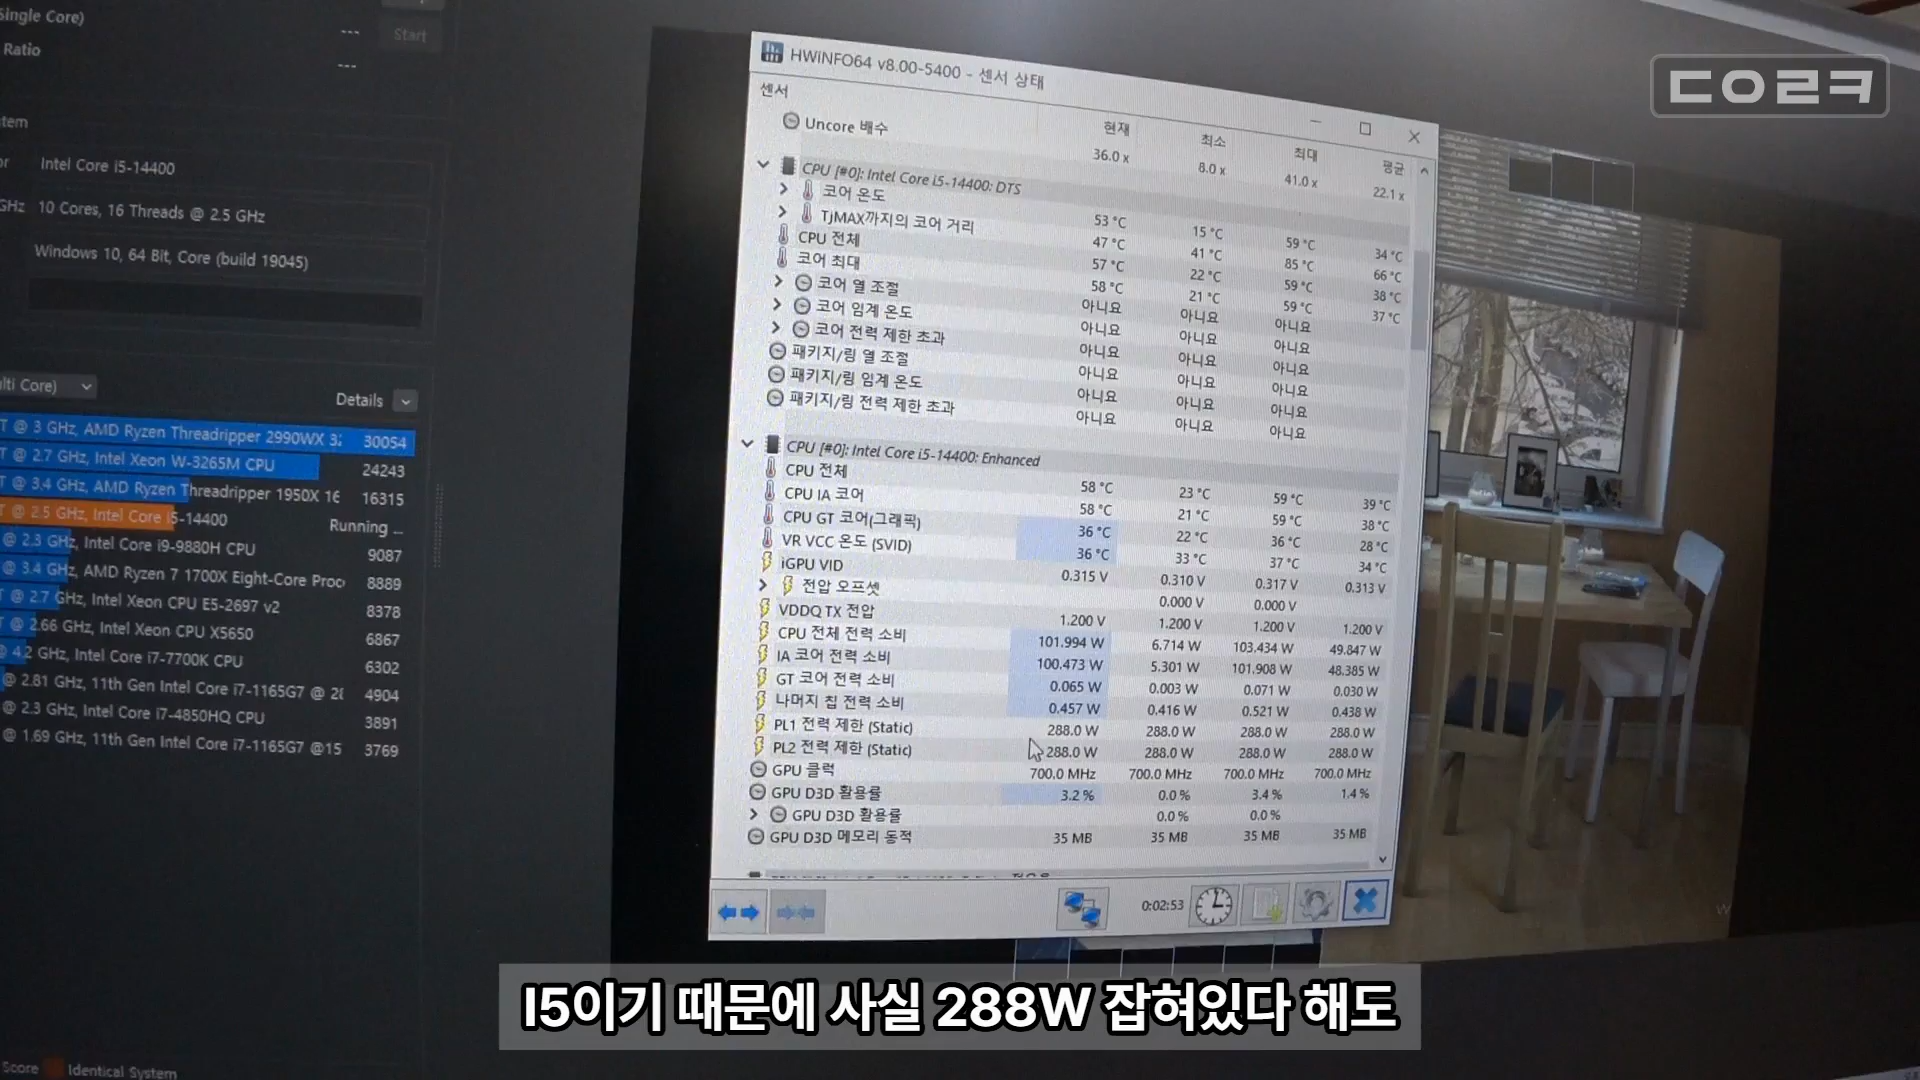 Single Core)
---
Start
Ratio
---
Intel Core i5-14400
GHz
10 Cores, 16 Threads @ 2.5 GHz
Windows 10, 64 Bit, Core (build 19045)
lti Core)
Details
T @ 3 GHz, AMD Ryzen Threadripper 2990WX 32
30054
T @ 2.7 GHz, Intel Xeon W-3265M CPU
24243
T @ 3.4 GHz, AMD Ryzen Threadripper 1950X 16
16315
T @ 2.5 GHz, Intel Core i5-14400
Running ...
@ 2.3 GHz, Intel Core i9-9880H CPU
9087
@ 3.4 GHz, AMD Ryzen 7 1700X Eight-Core Proc
8889
T @ 2.7 GHz, Intel Xeon CPU E5-2697 v2
8378
T @ 2.66 GHz, Intel Xeon CPU X5650
6867
@ 4.2 GHz, Intel Core i7-7700K CPU
6302
@ 2.81 GHz, 11th Gen Intel Core i7-1165G7 @ 28
4904
@ 2.3 GHz, Intel Core i7-4850HQ CPU
3891
@ 1.69 GHz, 11th Gen Intel Core i7-1165G7 @15
3769
Score
Identical System
HWiNFO64 v8.00-5400 - 센서 상태
센서
현재
최소
최대
평균
Uncore 배수
36.0 x
8.0 x
41.0 x
22.1 x
CPU [#0]: Intel Core i5-14400: DTS
코어 온도
53 °C
15 °C
59 °C
34 °C
TjMAX까지의 코어 거리
47 °C
41 °C
85 °C
66 °C
CPU 전체
57 °C
22 °C
59 °C
38 °C
코어 최대
58 °C
21 °C
59 °C
37 °C
코어 열 조절
아니요
아니요
아니요
코어 임계 온도
아니요
아니요
아니요
코어 전력 제한 초과
아니요
아니요
아니요
패키지/링 열 조절
아니요
아니요
아니요
패키지/링 임계 온도
아니요
아니요
아니요
패키지/링 전력 제한 초과
아니요
아니요
아니요
CPU [#0]: Intel Core i5-14400: Enhanced
CPU 전체
58 °C
23 °C
59 °C
39 °C
CPU IA 코어
58 °C
21 °C
59 °C
38 °C
CPU GT 코어(그래픽)
36 °C
22 °C
36 °C
28 °C
VR VCC 온도 (SVID)
36 °C
33 °C
37 °C
34 °C
iGPU VID
0.315 V
0.310 V
0.317 V
0.313 V
전압 오프셋
0.000 V
0.000 V
VDDQ TX 전압
1.200 V
1.200 V
1.200 V
1.200 V
CPU 전체 전력 소비
101.994 W
6.714 W
103.434 W
49.847 W
IA 코어 전력 소비
100.473 W
5.301 W
101.908 W
48.385 W
GT 코어 전력 소비
0.065 W
0.003 W
0.071 W
0.030 W
나머지 칩 전력 소비
0.457 W
0.416 W
0.521 W
0.438 W
PL1 전력 제한 (Static)
288.0 W
288.0 W
288.0 W
288.0 W
PL2 전력 제한 (Static)
288.0 W
288.0 W
288.0 W
288.0 W
GPU 클럭
700.0 MHz
700.0 MHz
700.0 MHz
700.0 MHz
GPU D3D 활용률
3.2 %
0.0 %
3.4 %
1.4 %
GPU D3D 활용률
0.0 %
0.0 %
GPU D3D 메모리 동적
35 MB
35 MB
35 MB
35 MB
0:02:53
I5이기 때문에 사실 288W 잡혀있다 해도